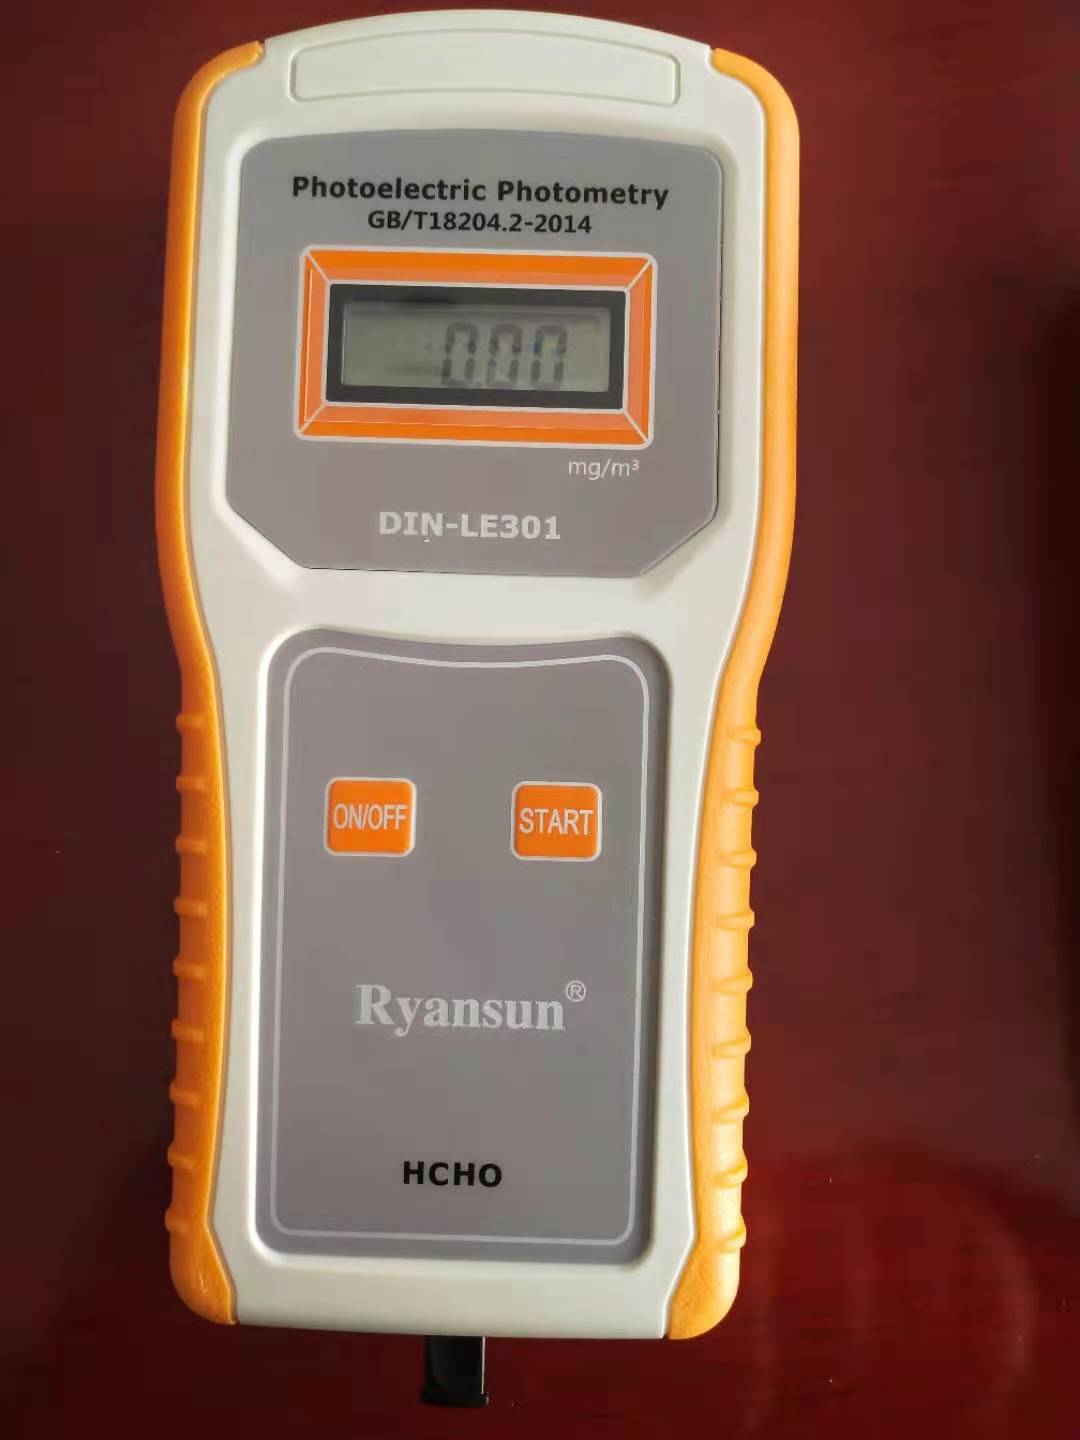 Photoelectric Photometry
GB/T18204.2-2014
0.00
mg/m³
DIN-LE301
ON/OFF
START
Ryansun®
HCHO